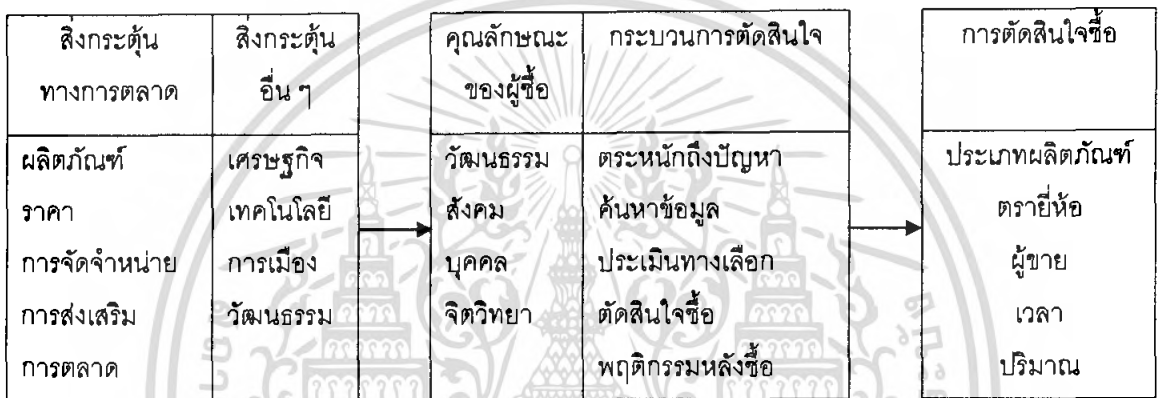 สิ่งกระตุ้น
ทางการตลาด
สิ่งกระตุ้น
อื่น ๆ
คุณลักษณะ
ของผู้ซื้อ
กระบวนการตัดสินใจ
การตัดสินใจซื้อ
ผลิตภัณฑ์
ราคา
การจัดจำหน่าย
การส่งเสริม
การตลาด
เศรษฐกิจ
เทคโนโลยี
การเมือง
วัฒนธรรม
วัฒนธรรม
สังคม
บุคคล
จิตวิทยา
ตระหนักถึงปัญหา
ค้นหาข้อมูล
ประเมินทางเลือก
ตัดสินใจซื้อ
พฤติกรรมหลังซื้อ
ประเภทผลิตภัณฑ์
ตรายี่ห้อ
ผู้ขาย
เวลา
ปริมาณ